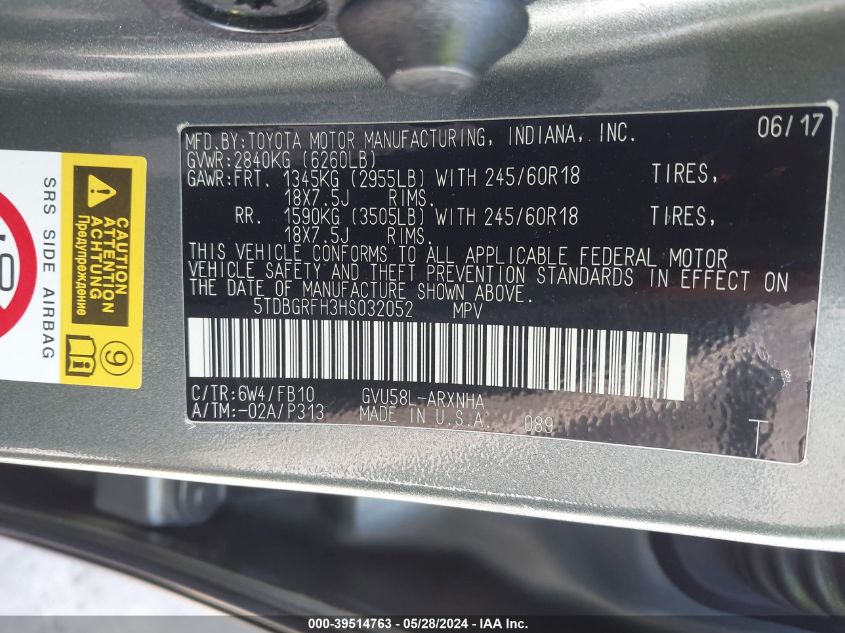 MFD.BY:TOYOTA MOTOR MANUFACTURING, INDIANA, INC. 06/17
GVWR:2840KG (6260LB)
GAWR:FRT. 1345KG (2955LB) WITH 245/60R18 TIRES,
18X7.5J RIMS.
RR. 1590KG (3505LB) WITH 245/60R18 TIRES,
18X7.5J RIMS.
THIS VEHICLE CONFORMS TO ALL APPLICABLE FEDERAL MOTOR
VEHICLE SAFETY AND THEFT PREVENTION STANDARDS IN EFFECT ON
THE DATE OF MANUFACTURE SHOWN ABOVE.
5TDBGRFH3HS032052 MPV
C/TR:6W4/FB10 GVU58L-ARXNHA
A/TM:-02A/P313 MADE IN U.S.A. 089
T
SRS SIDE AIRBAG
CAUTION
ATTENTION
ACHTUNG
Предупреждение
9
000-39514763 - 05/28/2024 - IAA Inc.